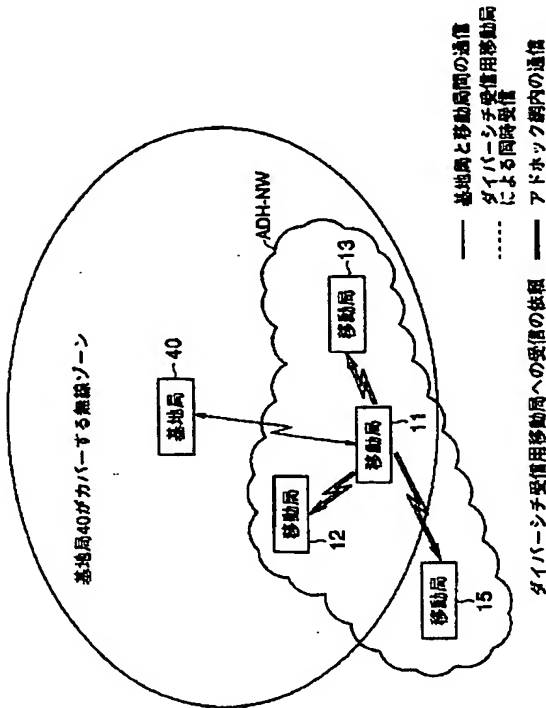 基地局40がカバーする無線ゾーン
基地局
40
ADH-NW
移動局
12
移動局
11
移動局
13
移動局
15
基地局と移動局間の通信
ダイバーシチ受信用移動局
による同時受信
アドホック網内の通信
ダイバーシチ受信用移動局への受信の依頼